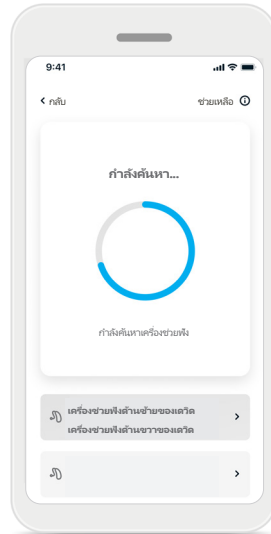 9:41
กลับ
ช่วยเหลือ
กำลังค้นหา...
กำลังค้นหาเครื่องช่วยฟัง
เครื่องช่วยฟังด้านซ้ายของเดวิด
เครื่องช่วยฟังด้านขวาของเดวิด